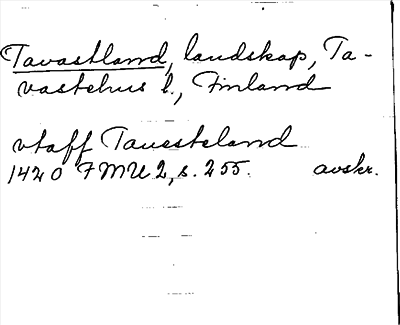 Tavastland, landskap, Ta-
vastehus l., Finland
vtaff Tauesteland
1420 FMU 2, s. 255. avskr.